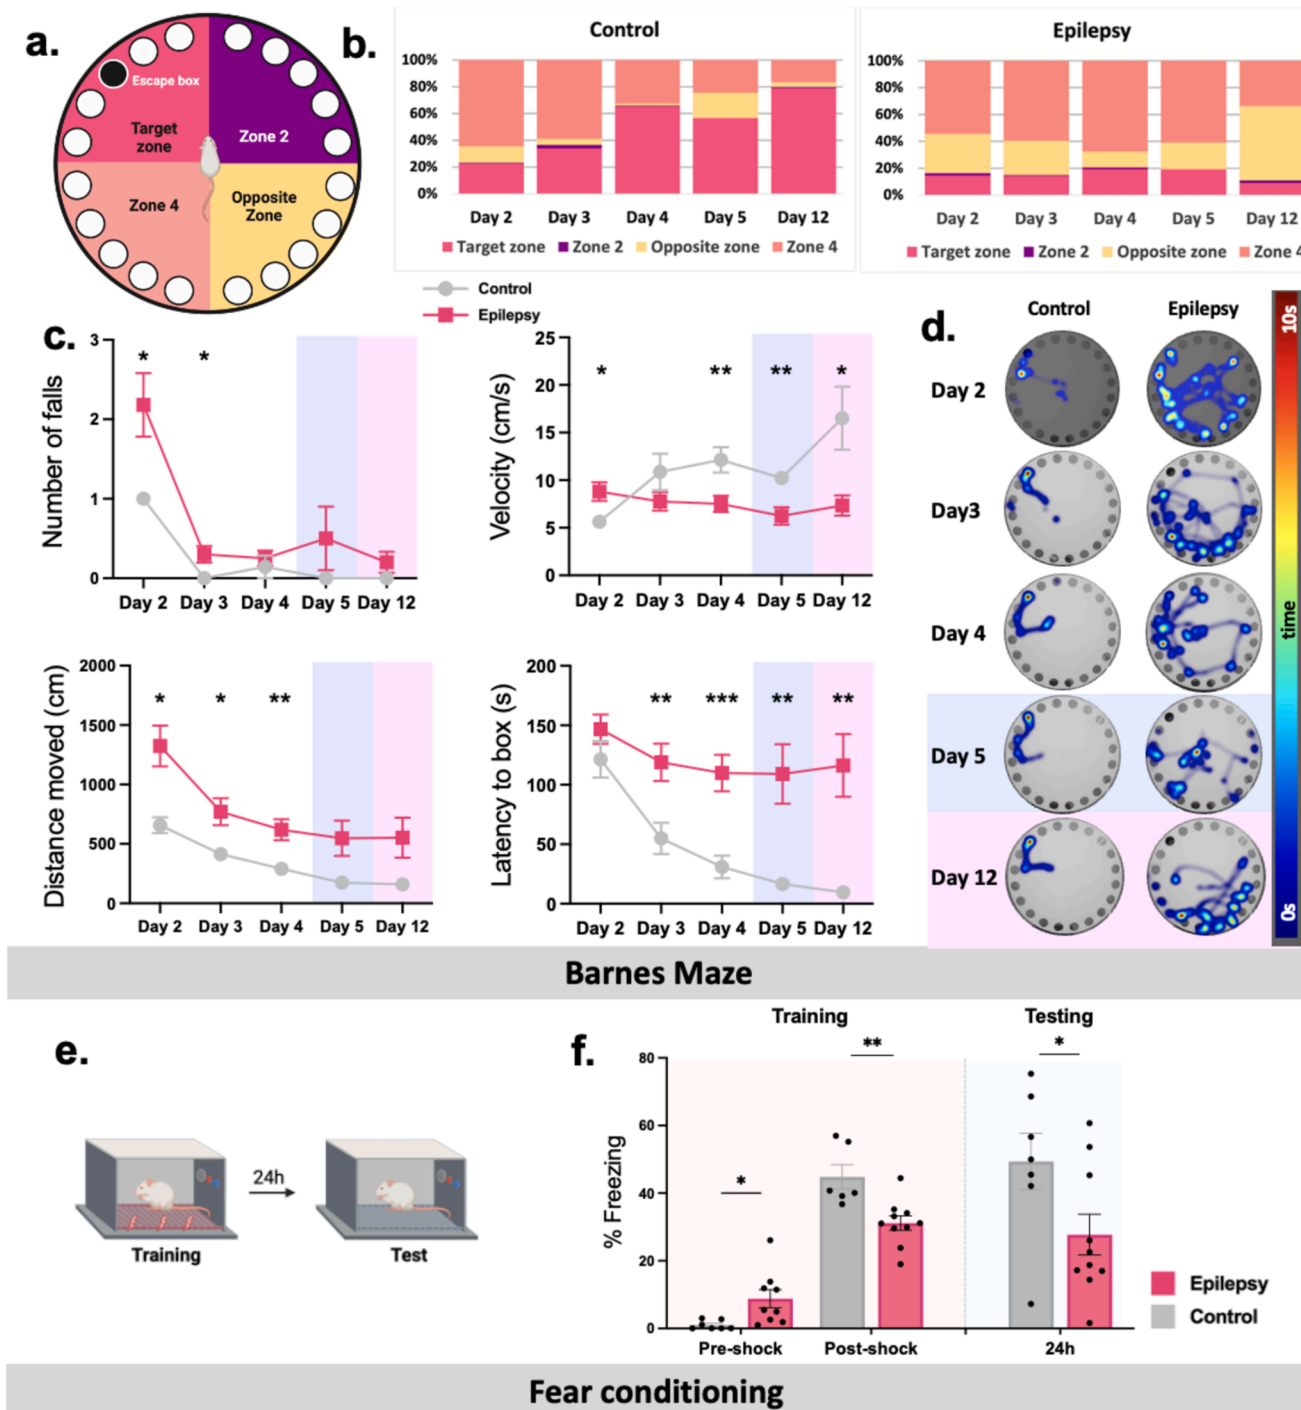 a.
Escape box
Target
zone
Zone 2
Zone 4
Opposite
Zone
b.
Control
100%
80%
60%
40%
20%
0%
Day 2 Day 3 Day 4 Day 5 Day 12
Target zone Zone 2 Opposite zone Zone 4
Epilepsy
100%
80%
60%
40%
20%
0%
Day 2 Day 3 Day 4 Day 5 Day 12
Target zone Zone 2 Opposite zone Zone 4
Control
Epilepsy
c.
Number of falls
3
2
1
0
* *
Day 2 Day 3 Day 4 Day 5 Day 12
Velocity (cm/s)
25
20
15
10
5
0
* ** ** *
Day 2 Day 3 Day 4 Day 5 Day 12
Distance moved (cm)
2000
1500
1000
500
0
* * **
Day 2 Day 3 Day 4 Day 5 Day 12
Latency to box (s)
200
150
100
50
0
** *** ** **
Day 2 Day 3 Day 4 Day 5 Day 12
d.
Control Epilepsy
Day 2
Day3
Day 4
Day 5
Day 12
10s
time
0s
Barnes Maze
e.
24h
Training Test
f.
Training Testing
% Freezing
80
60
40
20
0
* ** *
Pre-shock Post-shock 24h
Epilepsy
Control
Fear conditioning